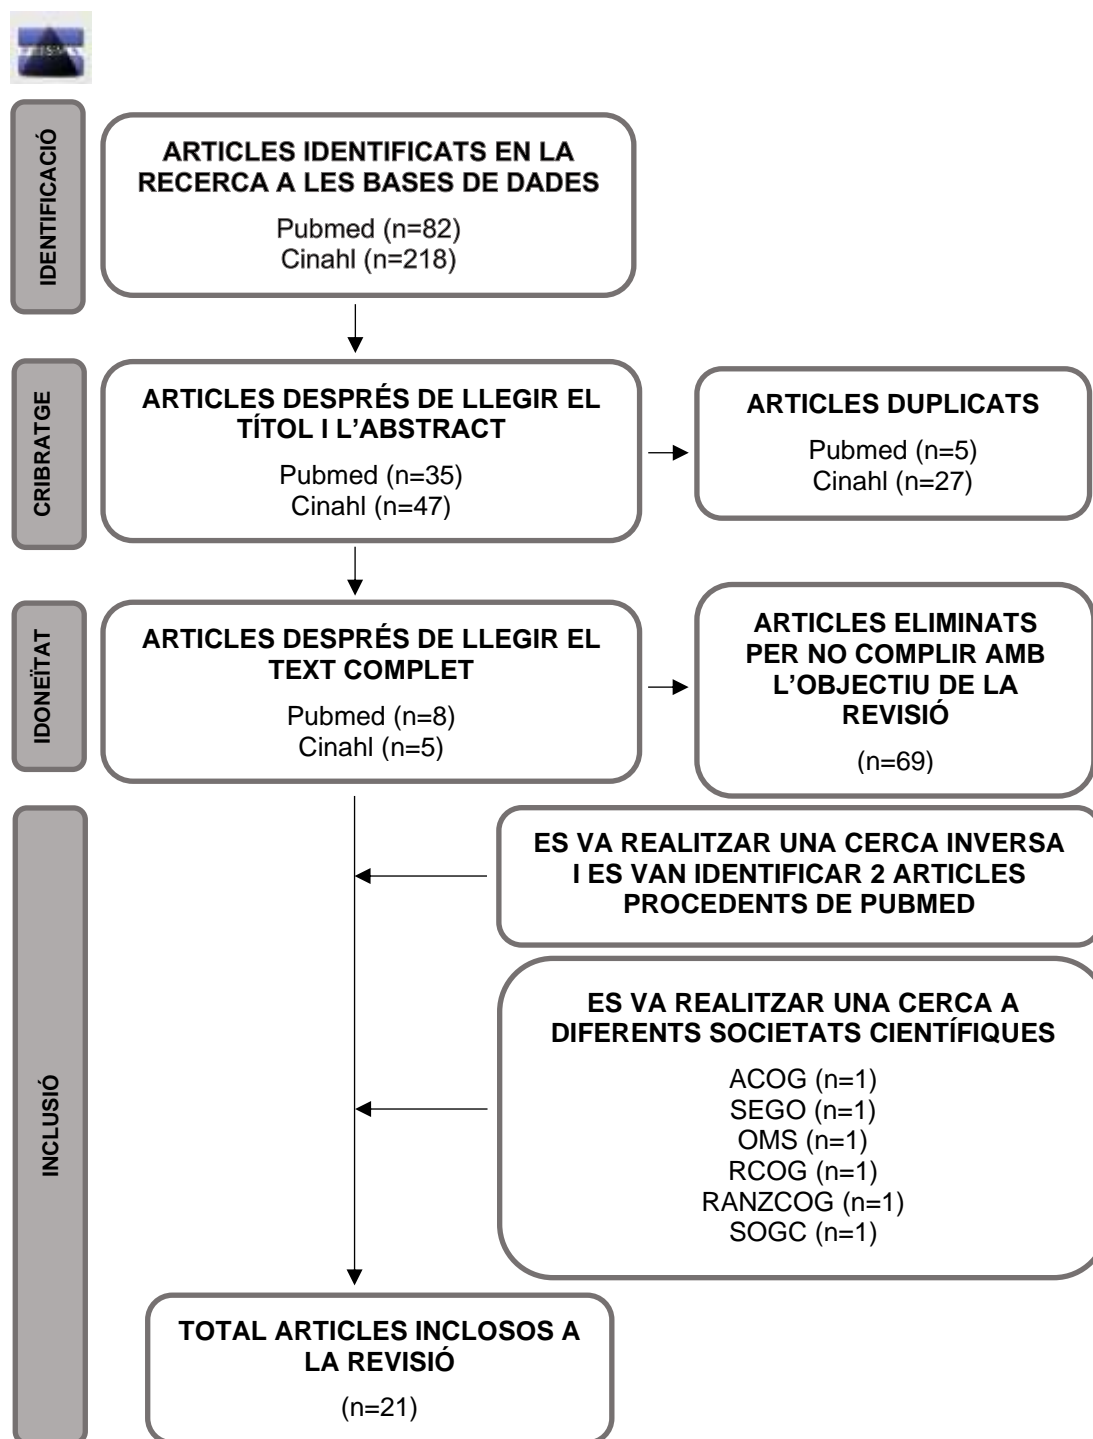 IDENTIFICACIÓ
ARTICLES IDENTIFICATS EN LA
RECERCA A LES BASES DE DADES
Pubmed (n=82)
Cinahl (n=218)
CRIBRATGE
ARTICLES DESPRÉS DE LLEGIR EL
TÍTOL I L’ABSTRACT
Pubmed (n=35)
Cinahl (n=47)
ARTICLES DUPLICATS
Pubmed (n=5)
Cinahl (n=27)
IDONEÏTAT
ARTICLES DESPRÉS DE LLEGIR EL
TEXT COMPLET
Pubmed (n=8)
Cinahl (n=5)
ARTICLES ELIMINATS
PER NO COMPLIR AMB
L’OBJECTIU DE LA
REVISIÓ
(n=69)
INCLUSIÓ
ES VA REALITZAR UNA CERCA INVERSA
I ES VAN IDENTIFICAR 2 ARTICLES
PROCEDENTS DE PUBMED
ES VA REALITZAR UNA CERCA A
DIFERENTS SOCIETATS CIENTÍFIQUES
ACOG (n=1)
SEGO (n=1)
OMS (n=1)
RCOG (n=1)
RANZCOG (n=1)
SOGC (n=1)
TOTAL ARTICLES INCLOSOS A
LA REVISIÓ
(n=21)